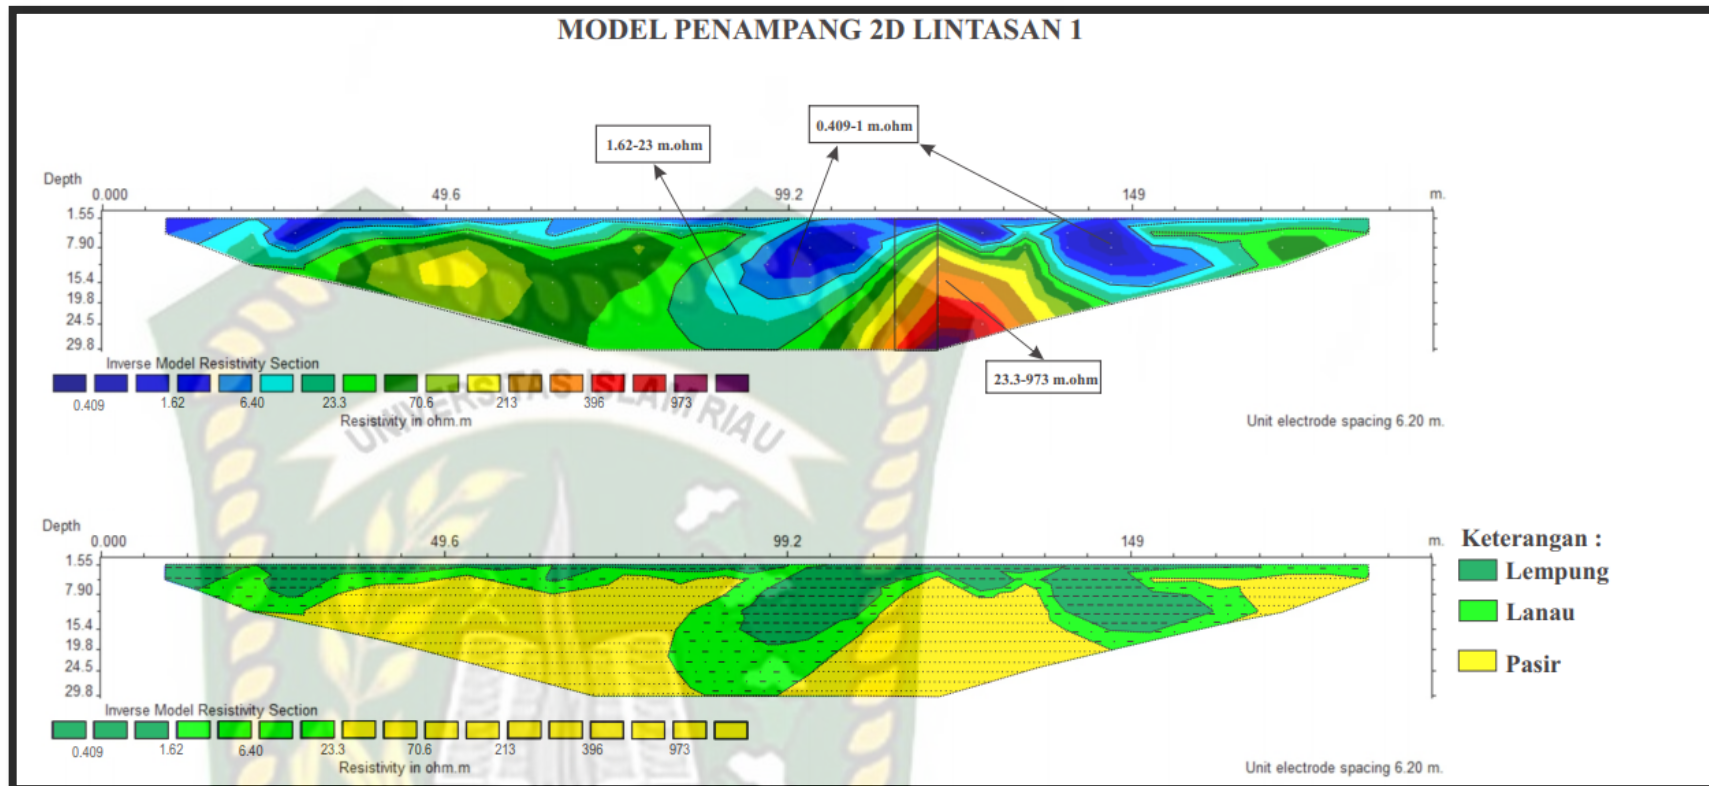 MODEL PENAMPANG 2D LINTASAN 1
0.409-1 m.ohm
1.62-23 m.ohm
Depth
0.000 49.6 99.2 149 m.
1.55
7.90
15.4
19.8
24.5
29.8
23.3-973 m.ohm
Inverse Model Resistivity Section
0.409 1.62 6.40 23.3 70.6 213 396 973
Resistivity in ohm.m
Unit electrode spacing 6.20 m.
UNIVERSITAS ISLAM RIAU
Depth
0.000 49.6 99.2 149 m.
1.55
7.90
15.4
19.8
24.5
29.8
Keterangan :
Lempung
Lanau
Pasir
Inverse Model Resistivity Section
0.409 1.62 6.40 23.3 70.6 213 396 973
Resistivity in ohm.m
Unit electrode spacing 6.20 m.